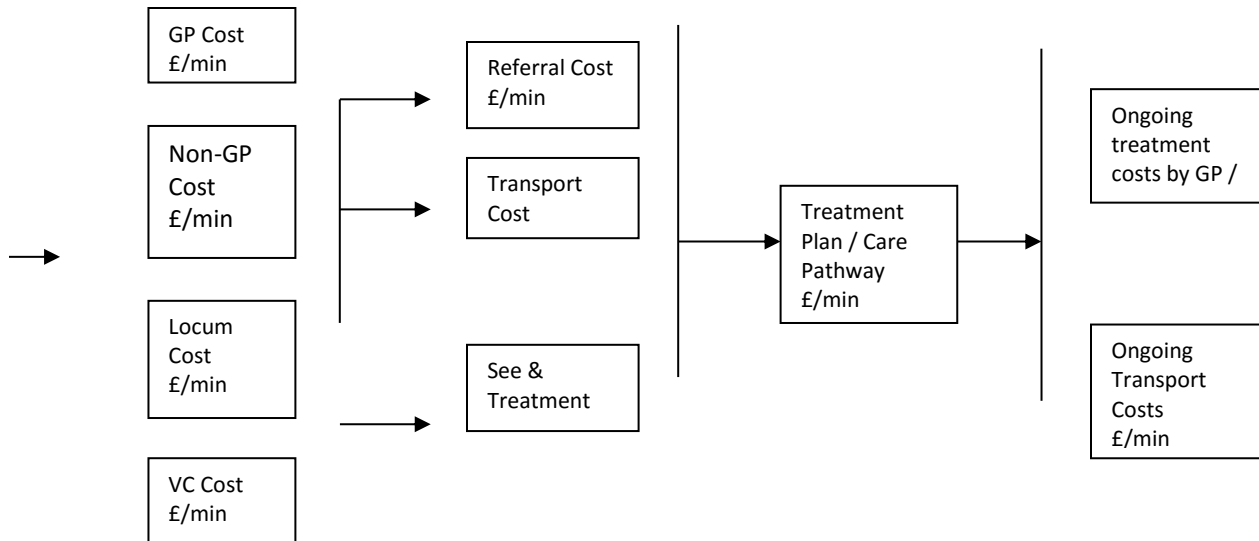 GP Cost
£/min
Non-GP
Cost
£/min
Locum
Cost
£/min
VC Cost
£/min
Referral Cost
£/min
Transport
Cost
See &
Treatment
Treatment
Plan / Care
Pathway
£/min
Ongoing
treatment
costs by GP /
Ongoing
Transport
Costs
£/min